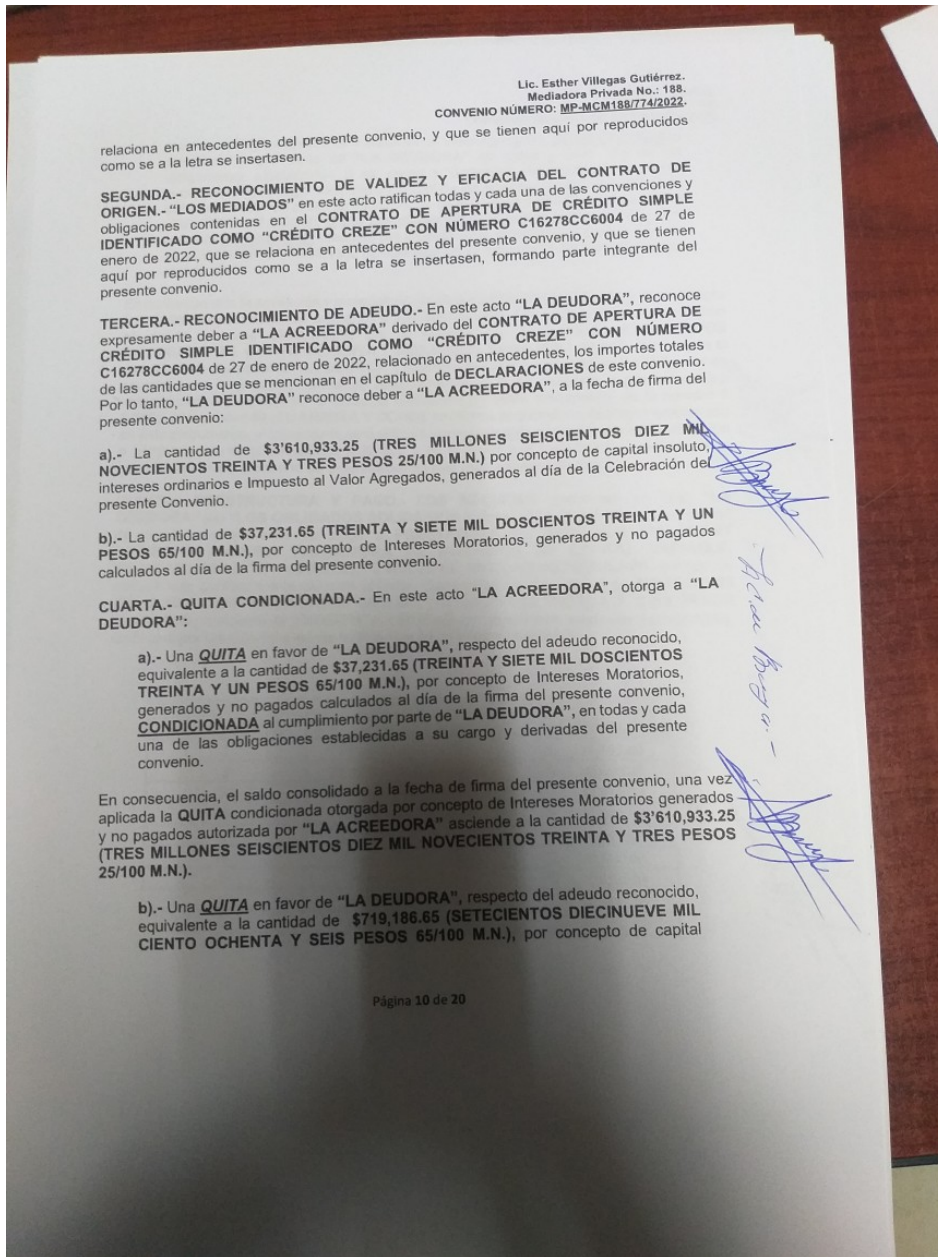 Lic. Esther Villegas Gutiérrez.
Mediadora Privada No.: 188.
CONVENIO NÚMERO: MP-MCM188/774/2022.
relaciona en antecedentes del presente convenio, y que se tienen aquí por reproducidos
como se a la letra se insertasen.
SEGUNDA.- RECONOCIMIENTO DE VALIDEZ Y EFICACIA DEL CONTRATO DE
ORIGEN.- “LOS MEDIADOS” en este acto ratifican todas y cada una de las convenciones y
obligaciones contenidas en el CONTRATO DE APERTURA DE CRÉDITO SIMPLE
IDENTIFICADO COMO “CRÉDITO CREZE” CON NÚMERO C16278CC6004 de 27 de
enero de 2022, que se relaciona en antecedentes del presente convenio, y que se tienen
aquí por reproducidos como se a la letra se insertasen, formando parte integrante del
presente convenio.
TERCERA.- RECONOCIMIENTO DE ADEUDO.- En este acto “LA DEUDORA”, reconoce
expresamente deber a “LA ACREEDORA” derivado del CONTRATO DE APERTURA DE
CRÉDITO SIMPLE IDENTIFICADO COMO “CRÉDITO CREZE” CON NÚMERO
C16278CC6004 de 27 de enero de 2022, relacionado en antecedentes, los importes totales
de las cantidades que se mencionan en el capítulo de DECLARACIONES de este convenio.
Por lo tanto, “LA DEUDORA” reconoce deber a “LA ACREEDORA”, a la fecha de firma del
presente convenio:
a).- La cantidad de $3’610,933.25 (TRES MILLONES SEISCIENTOS DIEZ MIL
NOVECIENTOS TREINTA Y TRES PESOS 25/100 M.N.) por concepto de capital insoluto,
intereses ordinarios e Impuesto al Valor Agregados, generados al día de la Celebración del
presente Convenio.
b).- La cantidad de $37,231.65 (TREINTA Y SIETE MIL DOSCIENTOS TREINTA Y UN
PESOS 65/100 M.N.), por concepto de Intereses Moratorios, generados y no pagados
calculados al día de la firma del presente convenio.
CUARTA.- QUITA CONDICIONADA.- En este acto “LA ACREEDORA”, otorga a “LA
DEUDORA”:
a).- Una QUITA en favor de “LA DEUDORA”, respecto del adeudo reconocido,
equivalente a la cantidad de $37,231.65 (TREINTA Y SIETE MIL DOSCIENTOS
TREINTA Y UN PESOS 65/100 M.N.), por concepto de Intereses Moratorios,
generados y no pagados calculados al día de la firma del presente convenio,
CONDICIONADA al cumplimiento por parte de “LA DEUDORA”, en todas y cada
una de las obligaciones establecidas a su cargo y derivadas del presente
convenio.
En consecuencia, el saldo consolidado a la fecha de firma del presente convenio, una vez
aplicada la QUITA condicionada otorgada por concepto de Intereses Moratorios generados
y no pagados autorizada por “LA ACREEDORA” asciende a la cantidad de $3’610,933.25
(TRES MILLONES SEISCIENTOS DIEZ MIL NOVECIENTOS TREINTA Y TRES PESOS
25/100 M.N.).
b).- Una QUITA en favor de “LA DEUDORA”, respecto del adeudo reconocido,
equivalente a la cantidad de $719,186.65 (SETECIENTOS DIECINUEVE MIL
CIENTO OCHENTA Y SEIS PESOS 65/100 M.N.), por concepto de capital
Página 10 de 20